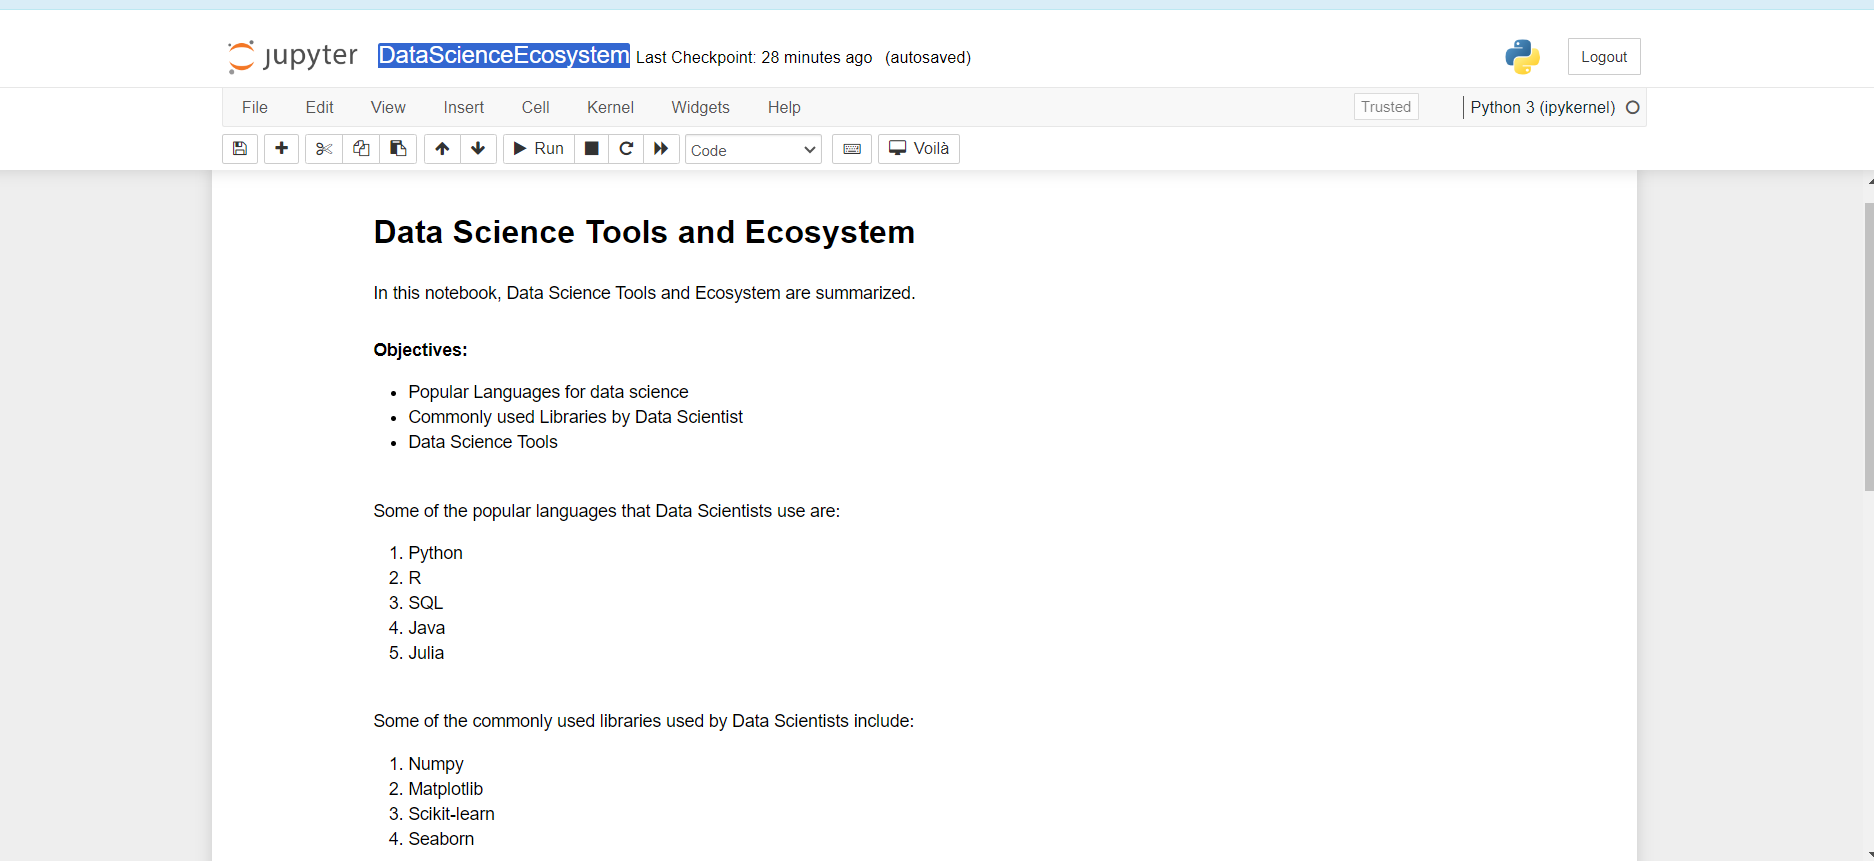 jupyter DataScienceEcosystem Last Checkpoint: 28 minutes ago (autosaved) Logout
File Edit View Insert Cell Kernel Widgets Help Trusted Python 3 (ipykernel)
Run Code Voilà
Data Science Tools and Ecosystem
In this notebook, Data Science Tools and Ecosystem are summarized.
Objectives:
• Popular Languages for data science
• Commonly used Libraries by Data Scientist
• Data Science Tools
Some of the popular languages that Data Scientists use are:
1. Python
2. R
3. SQL
4. Java
5. Julia
Some of the commonly used libraries used by Data Scientists include:
1. Numpy
2. Matplotlib
3. Scikit-learn
4. Seaborn